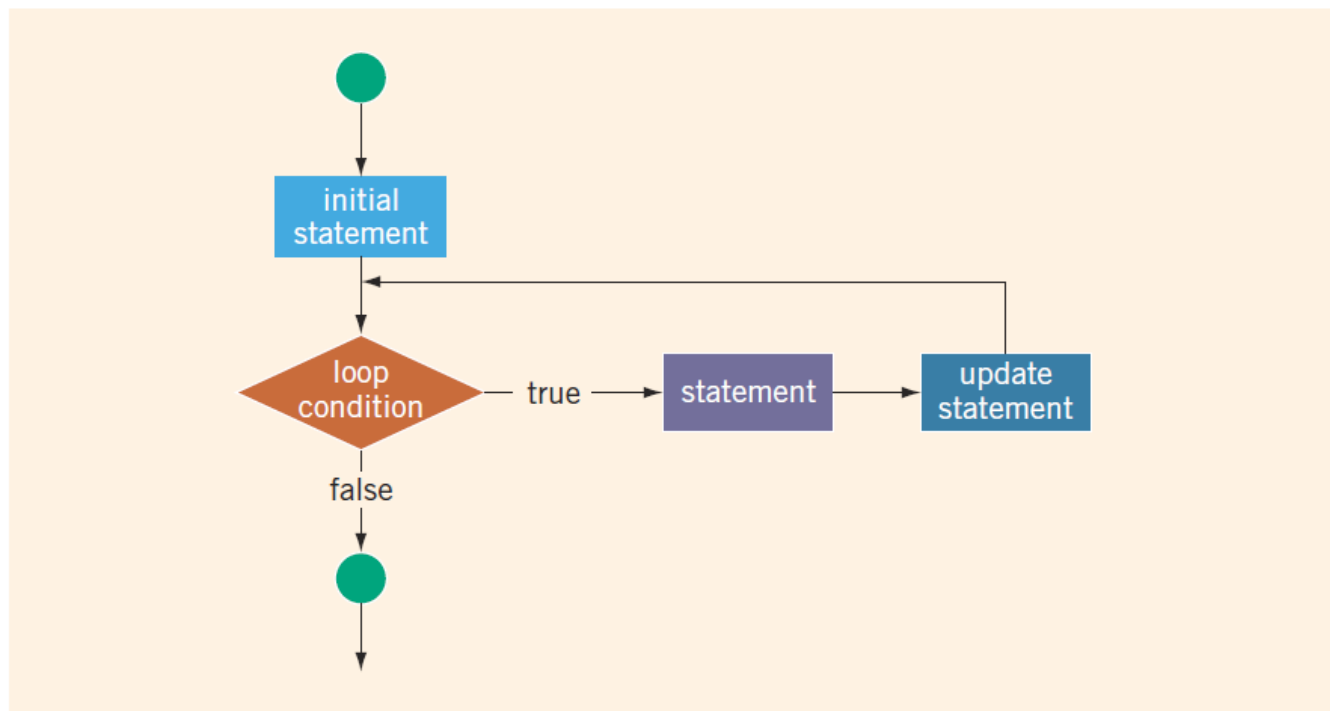 initial
statement
loop
condition
true
statement
update
statement
false